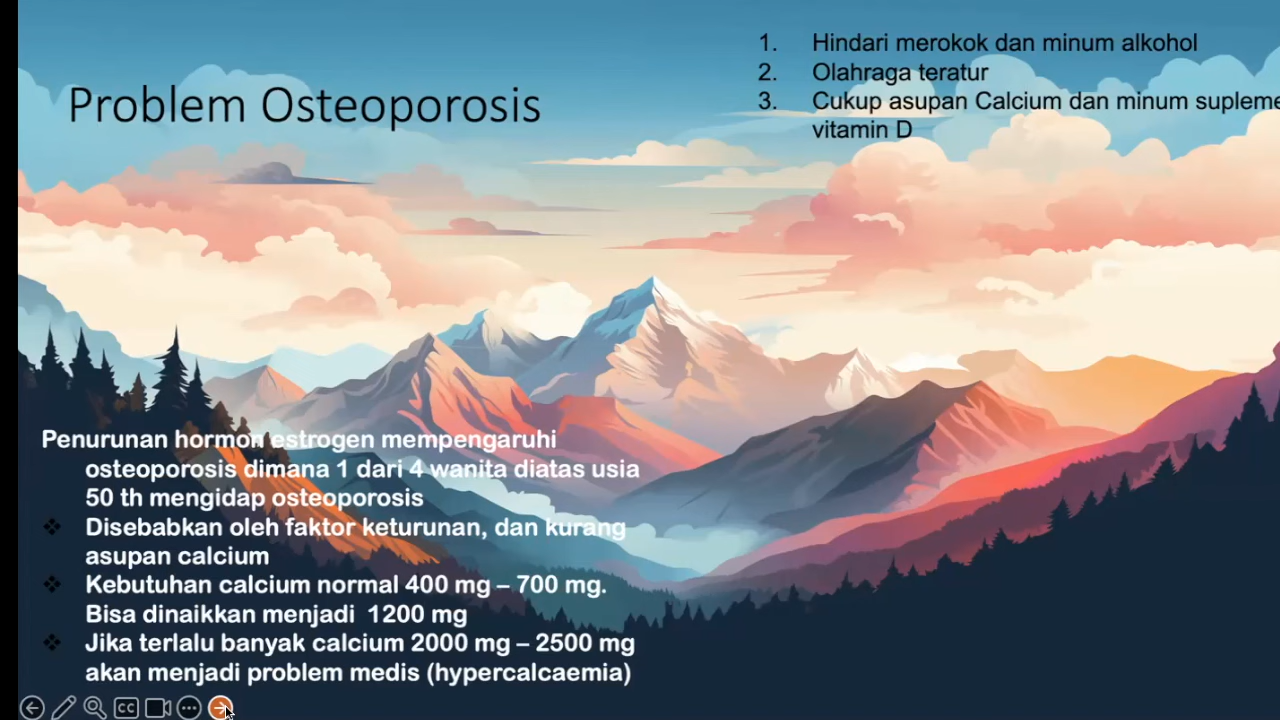 Problem Osteoporosis
1. Hindari merokok dan minum alkohol
2. Olahraga teratur
3. Cukup asupan Calcium dan minum supleme
vitamin D
Penurunan hormon estrogen mempengaruhi
osteoporosis dimana 1 dari 4 wanita diatas usia
50 th mengidap osteoporosis
❖ Disebabkan oleh faktor keturunan, dan kurang
asupan calcium
❖ Kebutuhan calcium normal 400 mg – 700 mg.
Bisa dinaikkan menjadi 1200 mg
❖ Jika terlalu banyak calcium 2000 mg – 2500 mg
akan menjadi problem medis (hypercalcaemia)
CC